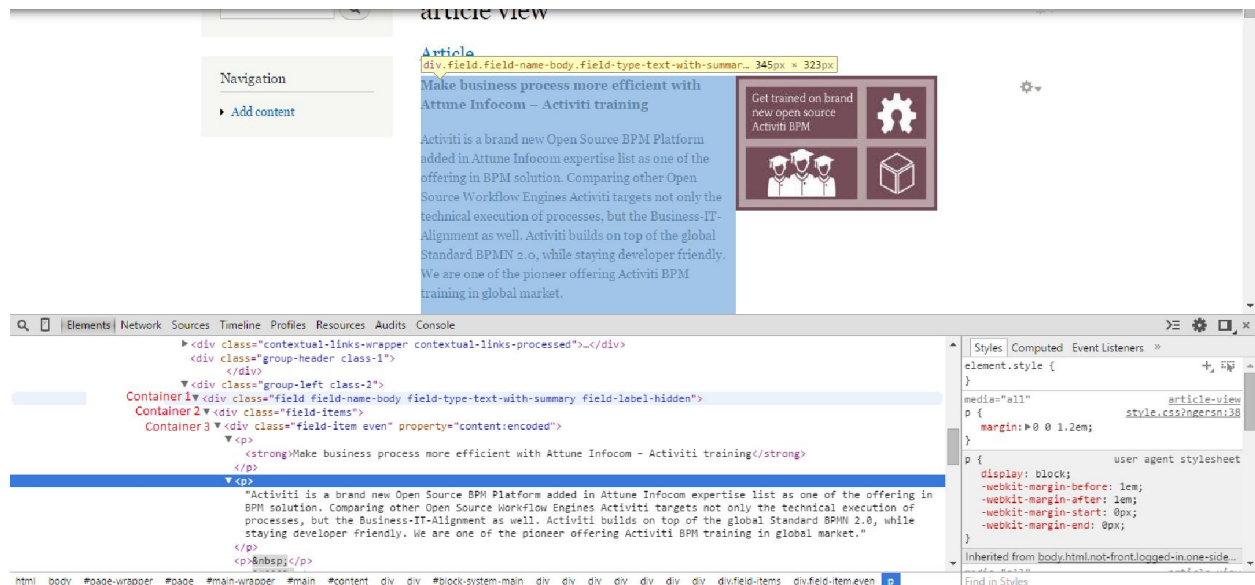 article view
Article
div.field.field-name-body.field-type-text-with-summar… 345px × 323px
Navigation
Add content
Make business process more efficient with
Attune Infocom – Activiti training
Activiti is a brand new Open Source BPM Platform
added in Attune Infocom expertise list as one of the
offering in BPM solution. Comparing other Open
Source Workflow Engines Activiti targets not only the
technical execution of processes, but the Business-IT-
Alignment as well. Activiti builds on top of the global
Standard BPMN 2.0, while staying developer friendly.
We are one of the pioneer offering Activiti BPM
training in global market.
Get trained on brand
new open source
Activiti BPM
Elements Network Sources Timeline Profiles Resources Audits Console
<div class="contextual-links-wrapper contextual-links-processed">…</div>
<div class="group-header class-1">
</div>
<div class="group-left class-2">
Container 1 <div class="field field-name-body field-type-text-with-summary field-label-hidden">
Container 2 <div class="field-items">
Container 3 <div class="field-item even" property="content:encoded">
<p>
<strong>Make business process more efficient with Attune Infocom – Activiti training</strong>
</p>
<p>
"Activiti is a brand new Open Source BPM Platform added in Attune Infocom expertise list as one of the offering in
BPM solution. Comparing other Open Source Workflow Engines Activiti targets not only the technical execution of
processes, but the Business-IT-Alignment as well. Activiti builds on top of the global Standard BPMN 2.0, while
staying developer friendly. We are one of the pioneer offering Activiti BPM training in global market."
</p>
<p>&nbsp;</p>
html body #page-wrapper #page #main-wrapper #main #content div div #block-system-main div div div div div div div div.field-items div.field-item.even p
Styles Computed Event Listeners »
element.style {
}
media="all" article-view
p { style.css?ngersn:38
margin: 0 0 1.2em;
}
p { user agent stylesheet
display: block;
-webkit-margin-before: 1em;
-webkit-margin-after: 1em;
-webkit-margin-start: 0px;
-webkit-margin-end: 0px;
}
Inherited from body.html.not-front.logged-in.one-side…
Find in Styles